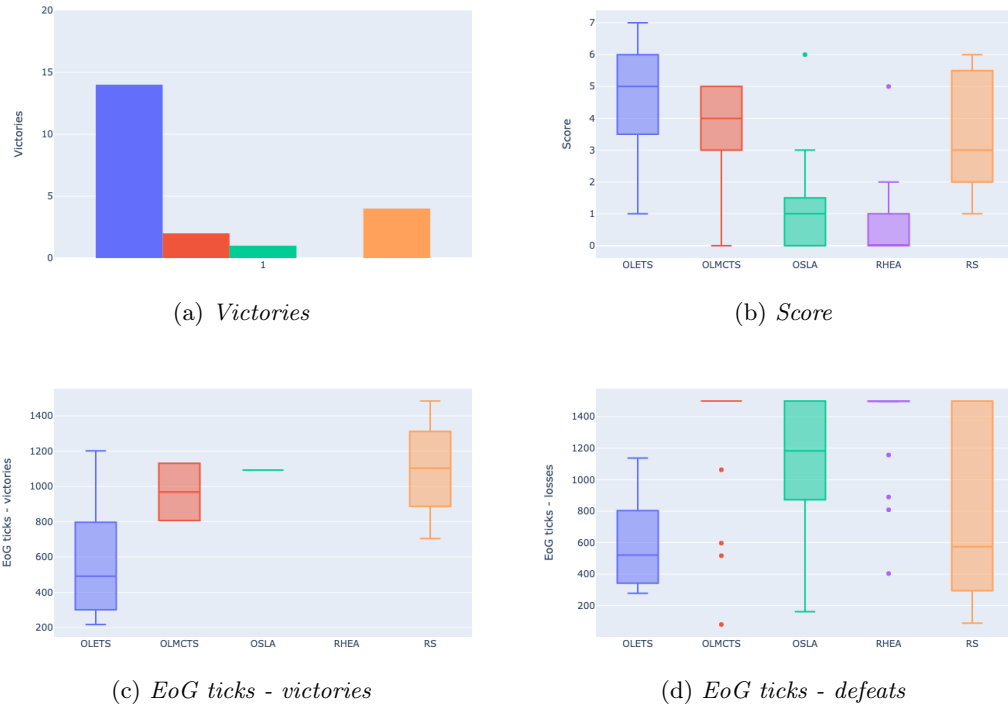 20
15
10
5
0
Victories
1
(a) Victories
7
6
5
4
3
2
1
0
Score
OLETS OLMCTS OSLA RHEA RS
(b) Score
1400
1200
1000
800
600
400
200
EoG ticks - victories
OLETS OLMCTS OSLA RHEA RS
(c) EoG ticks - victories
1400
1200
1000
800
600
400
200
EoG ticks - losses
OLETS OLMCTS OSLA RHEA RS
(d) EoG ticks - defeats